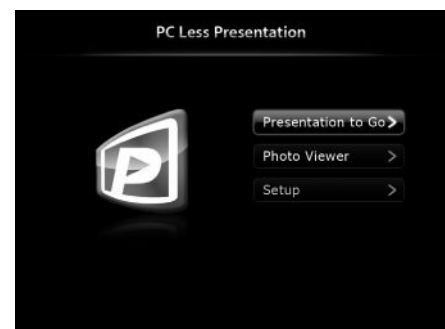 PC Less Presentation
Presentation to Go
Photo Viewer
Setup
P